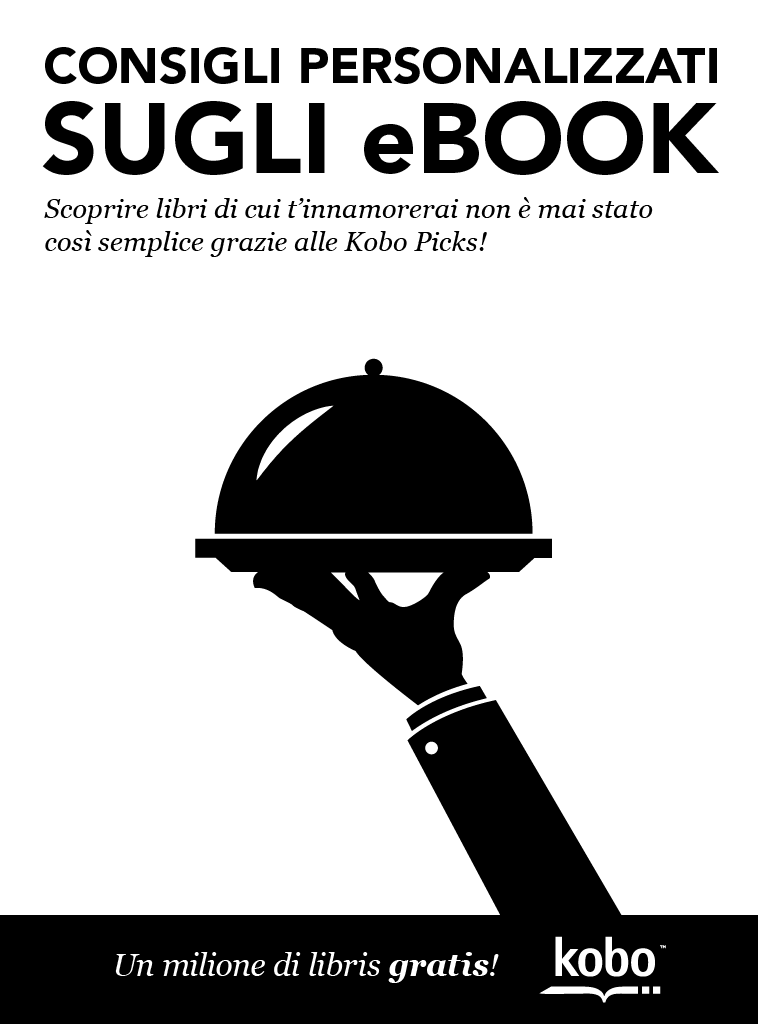 CONSIGLI PERSONALIZZATI
SUGLI eBOOK
Scoprire libri di cui t’innamorerai non è mai stato
così semplice grazie alle Kobo Picks!
Un milione di libris gratis!
kobo™